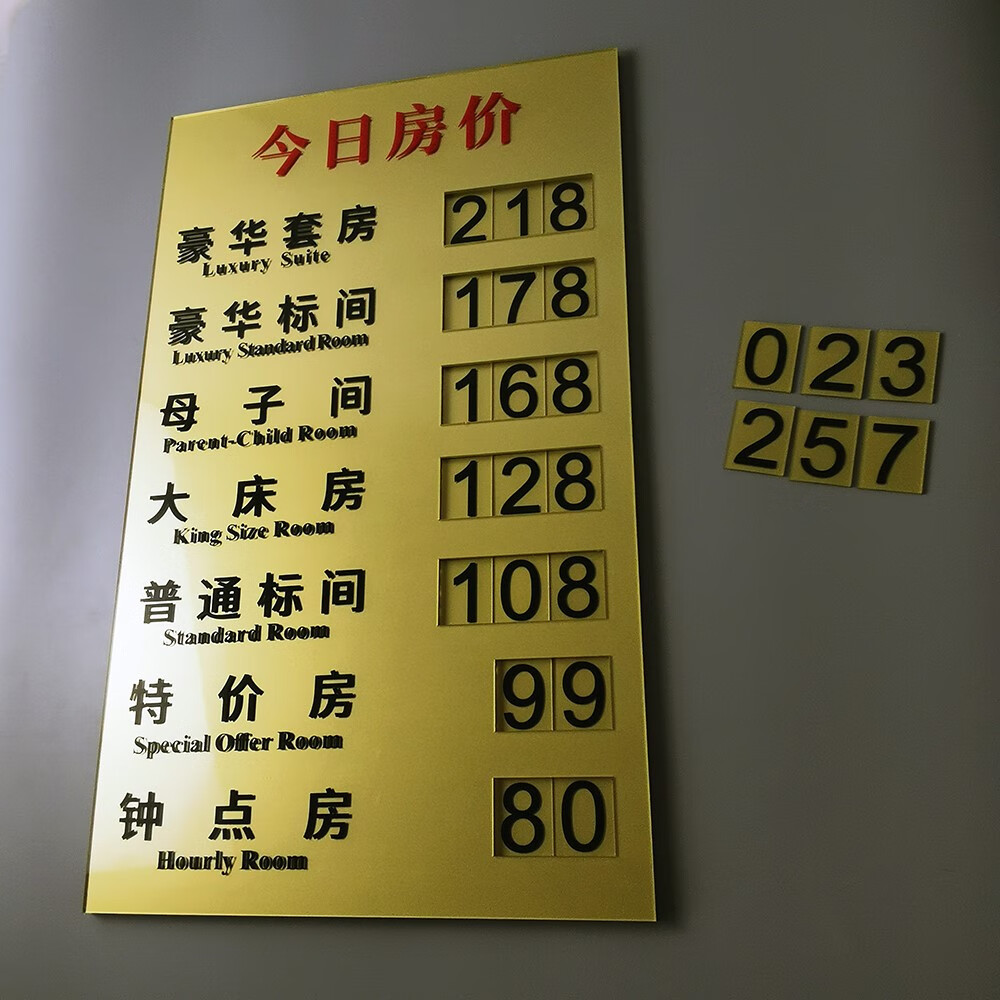 今日房价
豪华套房 218
Luxury Suite
豪华标间 178
Luxury Standard Room
母子间 168
Parent-Child Room
大床房 128
King Size Room
普通标间 108
Standard Room
特价房 99
Special Offer Room
钟点房 80
Hourly Room
023
257